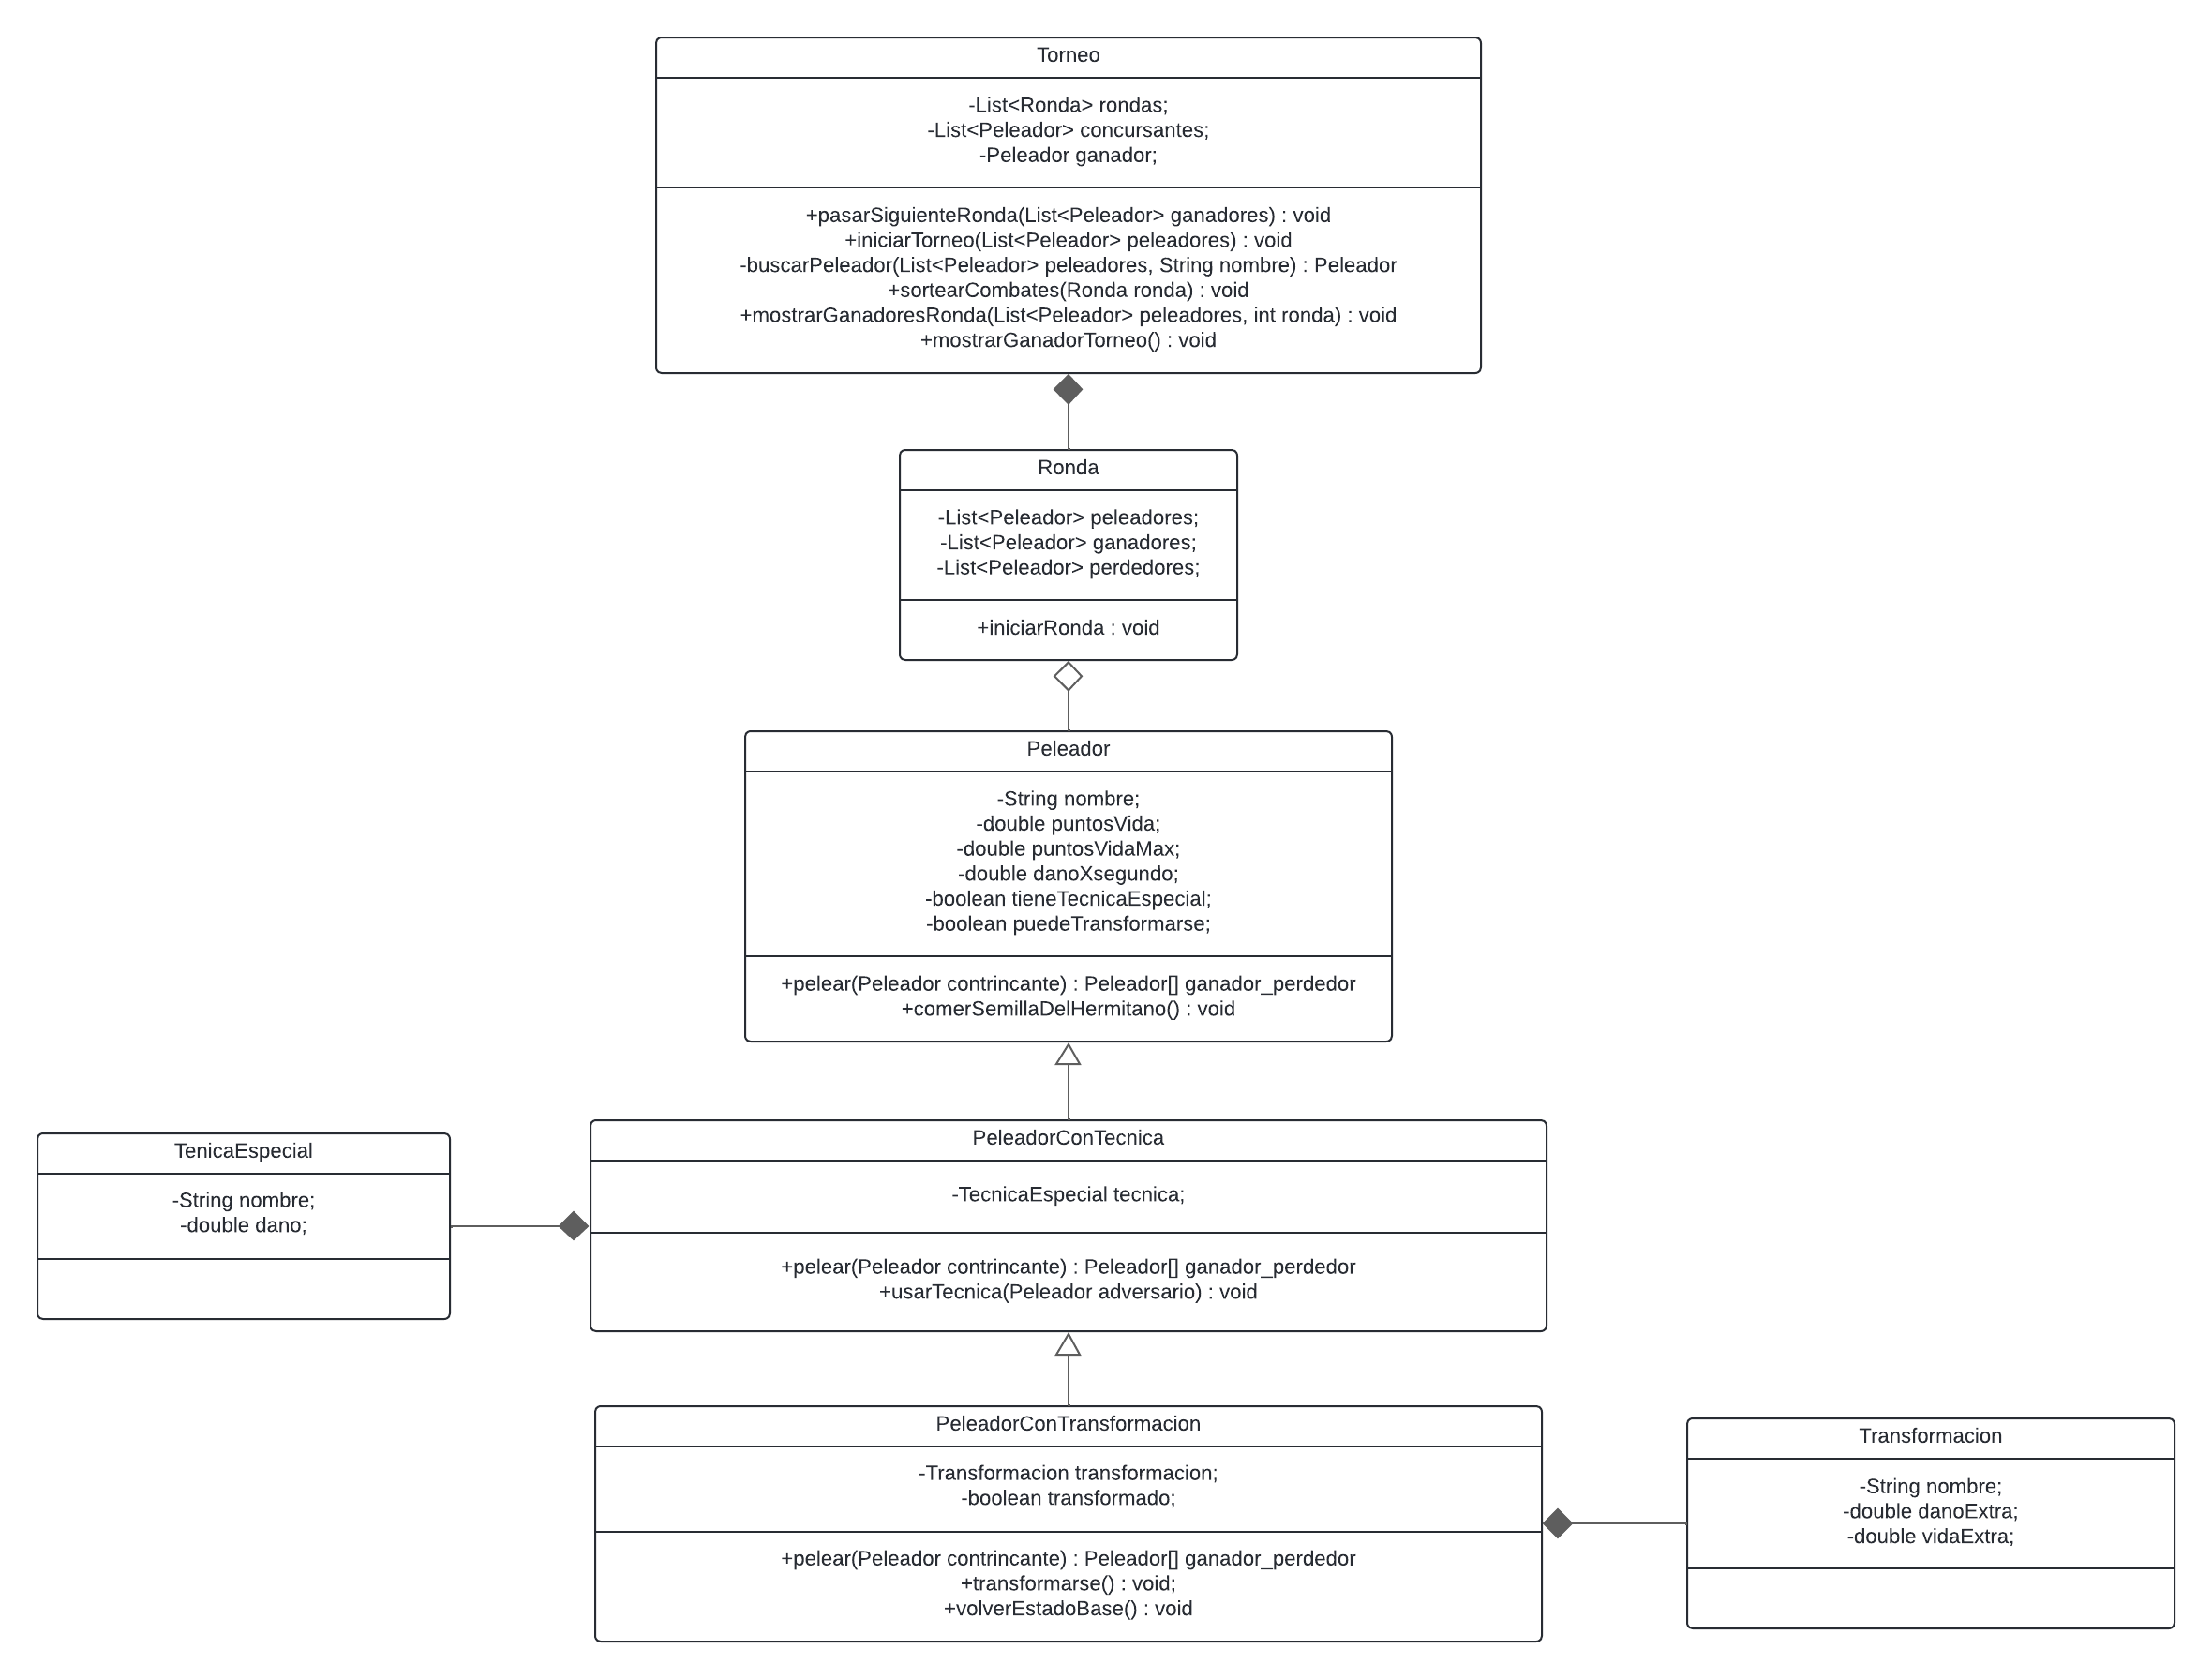 Torneo
-List<Ronda> rondas;
-List<Peleador> concursantes;
-Peleador ganador;
+pasarSiguienteRonda(List<Peleador> ganadores) : void
+iniciarTorneo(List<Peleador> peleadores) : void
-buscarPeleador(List<Peleador> peleadores, String nombre) : Peleador
+sortearCombates(Ronda ronda) : void
+mostrarGanadoresRonda(List<Peleador> peleadores, int ronda) : void
+mostrarGanadorTorneo() : void
Ronda
-List<Peleador> peleadores;
-List<Peleador> ganadores;
-List<Peleador> perdedores;
+iniciarRonda : void
Peleador
-String nombre;
-double puntosVida;
-double puntosVidaMax;
-double danoXsegundo;
-boolean tieneTecnicaEspecial;
-boolean puedeTransformarse;
+pelear(Peleador contrincante) : Peleador[] ganador_perdedor
+comerSemillaDelHermitano() : void
TenicaEspecial
-String nombre;
-double dano;
PeleadorConTecnica
-TecnicaEspecial tecnica;
+pelear(Peleador contrincante) : Peleador[] ganador_perdedor
+usarTecnica(Peleador adversario) : void
PeleadorConTransformacion
-Transformacion transformacion;
-boolean transformado;
+pelear(Peleador contrincante) : Peleador[] ganador_perdedor
+transformarse() : void;
+volverEstadoBase() : void
Transformacion
-String nombre;
-double danoExtra;
-double vidaExtra;